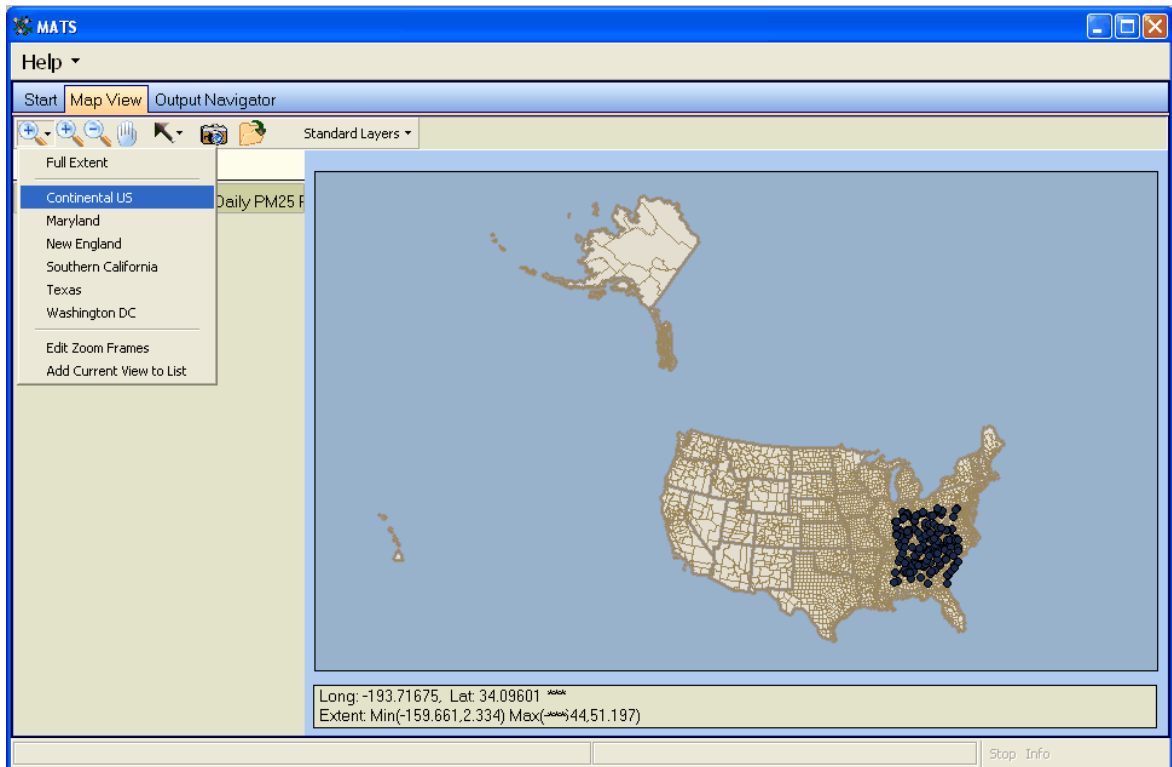 MATS
Help
Start Map View Output Navigator
Standard Layers
Full Extent
Continental US
Daily PM25
Maryland
New England
Southern California
Texas
Washington DC
Edit Zoom Frames
Add Current View to List
Long: -193.71675, Lat: 34.09601 ***
Extent: Min(-159.661,2.334) Max( 44,51.197)
Stop Info